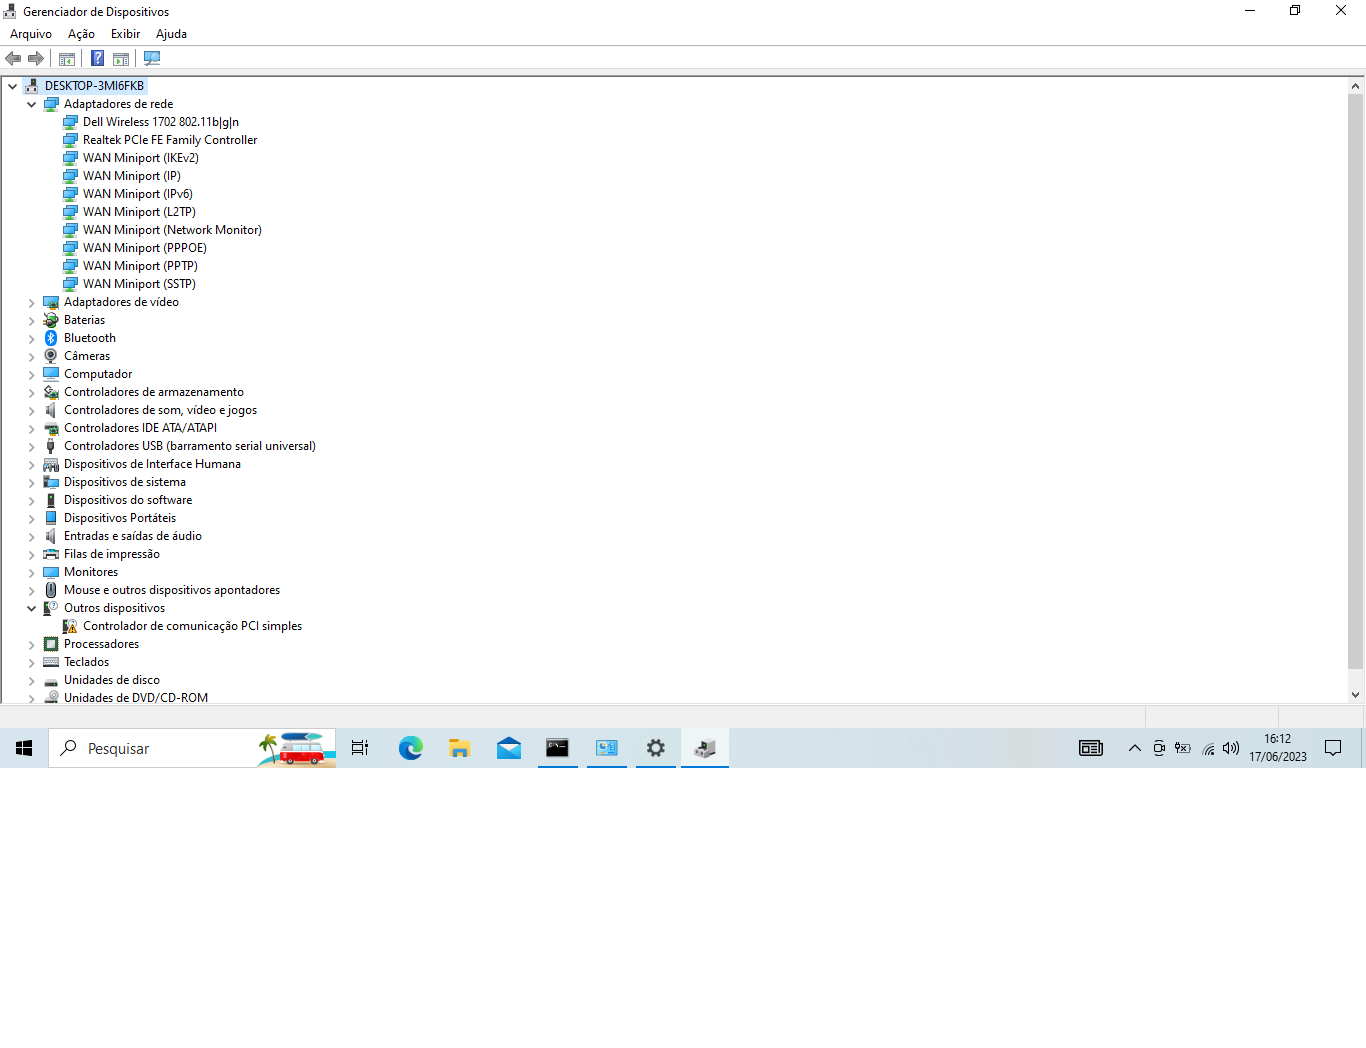 Gerenciador de Dispositivos
Arquivo Ação Exibir Ajuda
DESKTOP-3MI6FKB
Adaptadores de rede
Dell Wireless 1702 802.11b|g|n
Realtek PCIe FE Family Controller
WAN Miniport (IKEv2)
WAN Miniport (IP)
WAN Miniport (IPv6)
WAN Miniport (L2TP)
WAN Miniport (Network Monitor)
WAN Miniport (PPPOE)
WAN Miniport (PPTP)
WAN Miniport (SSTP)
Adaptadores de vídeo
Baterias
Bluetooth
Câmeras
Computador
Controladores de armazenamento
Controladores de som, vídeo e jogos
Controladores IDE ATA/ATAPI
Controladores USB (barramento serial universal)
Dispositivos de Interface Humana
Dispositivos de sistema
Dispositivos do software
Dispositivos Portáteis
Entradas e saídas de áudio
Filas de impressão
Monitores
Mouse e outros dispositivos apontadores
Outros dispositivos
Controlador de comunicação PCI simples
Processadores
Teclados
Unidades de disco
Unidades de DVD/CD-ROM
Pesquisar
16:12
17/06/2023